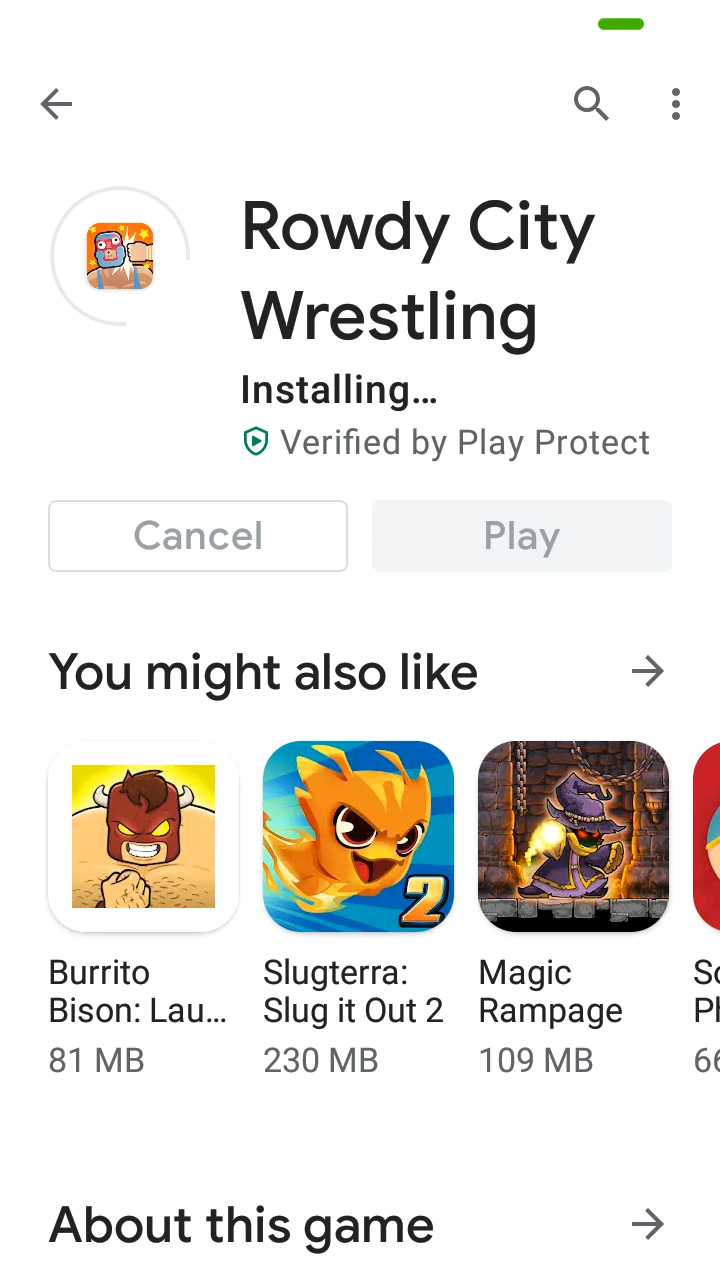 Rowdy City
Wrestling
Installing…
Verified by Play Protect
Cancel
Play
You might also like
2
Burrito
Bison: Lau…
81 MB
Slugterra:
Slug it Out 2
230 MB
Magic
Rampage
109 MB
About this game